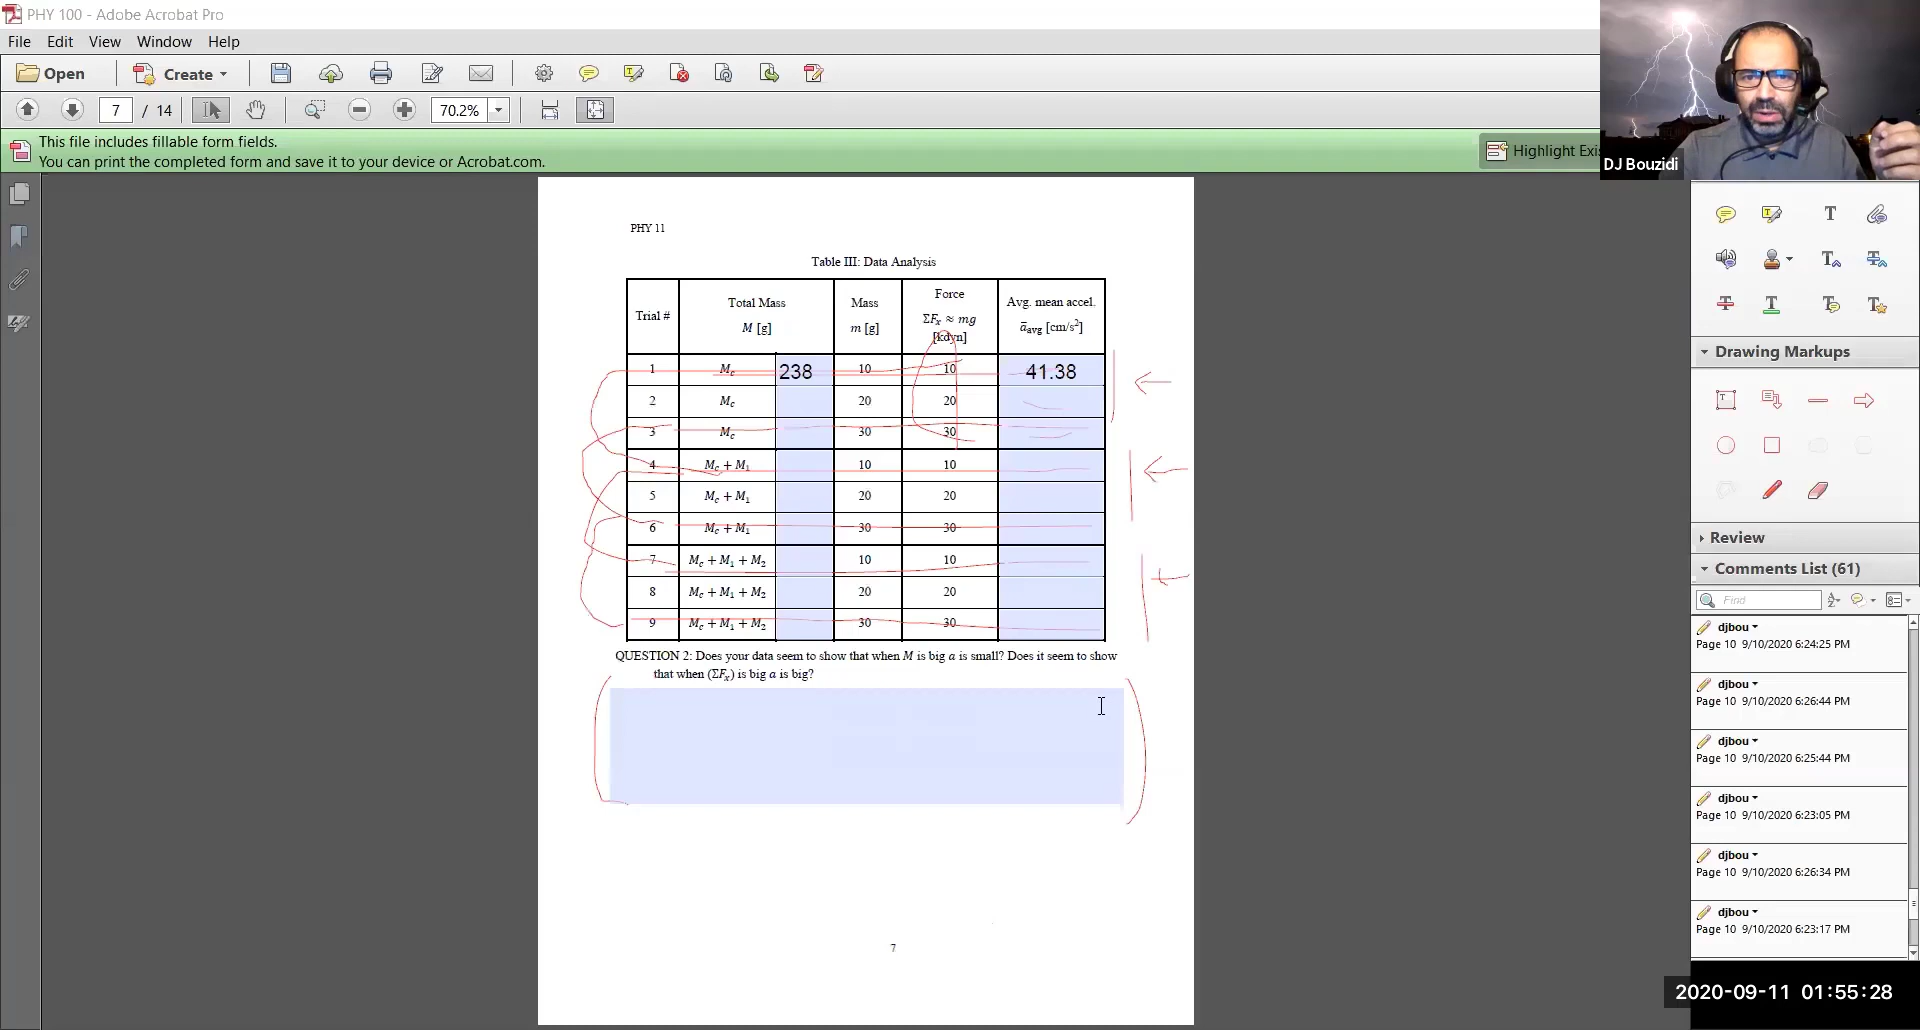 PHY 100 - Adobe Acrobat Pro
File Edit View Window Help
Open Create
7 / 14 70.2%
This file includes fillable form fields.
You can print the completed form and save it to your device or Acrobat.com.
Highlight Exi
DJ Bouzidi
PHY 11
Table III: Data Analysis
Trial # Total Mass M [g] Mass m [g] Force ΣFₓ ≈ mg [kdyn] Avg. mean accel. ā_avg [cm/s²]
1 M_c 238 10 10 41.38
2 M_c 20 20
3 M_c 30 30
4 M_c + M₁ 10 10
5 M_c + M₁ 20 20
6 M_c + M₁ 30 30
7 M_c + M₁ + M₂ 10 10
8 M_c + M₁ + M₂ 20 20
9 M_c + M₁ + M₂ 30 30
QUESTION 2: Does your data seem to show that when M is big a is small? Does it seem to show
that when (ΣFₓ) is big a is big?
7
Drawing Markups
Review
Comments List (61)
Find
djbou
Page 10 9/10/2020 6:24:25 PM
djbou
Page 10 9/10/2020 6:26:44 PM
djbou
Page 10 9/10/2020 6:25:44 PM
djbou
Page 10 9/10/2020 6:23:05 PM
djbou
Page 10 9/10/2020 6:26:34 PM
djbou
Page 10 9/10/2020 6:23:17 PM
2020-09-11 01:55:28